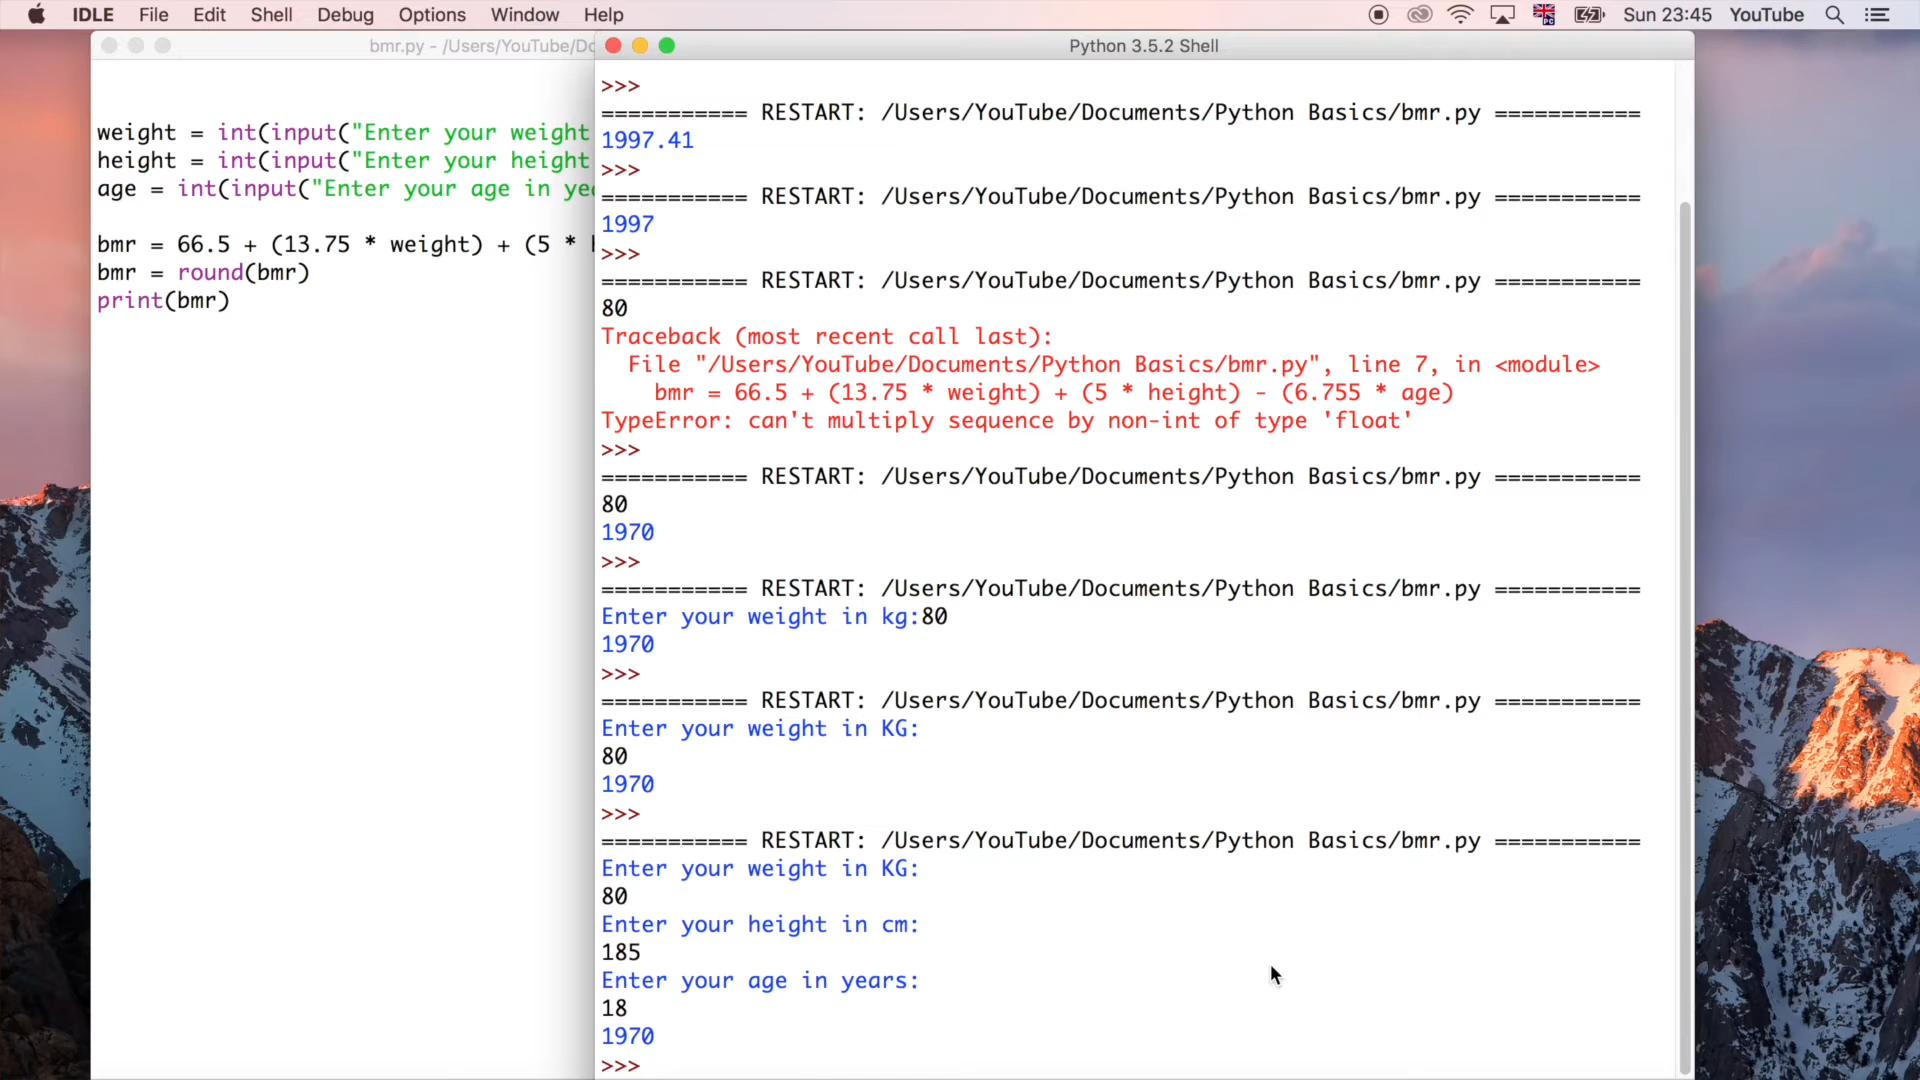 IDLE File Edit Shell Debug Options Window Help Sun 23:45 YouTube
bmr.py - /Users/YouTube/Do
weight = int(input("Enter your weight
height = int(input("Enter your height
age = int(input("Enter your age in yea
bmr = 66.5 + (13.75 * weight) + (5 * h
bmr = round(bmr)
print(bmr)
Python 3.5.2 Shell
>>>
=========== RESTART: /Users/YouTube/Documents/Python Basics/bmr.py ===========
1997.41
>>>
=========== RESTART: /Users/YouTube/Documents/Python Basics/bmr.py ===========
1997
>>>
=========== RESTART: /Users/YouTube/Documents/Python Basics/bmr.py ===========
80
Traceback (most recent call last):
  File "/Users/YouTube/Documents/Python Basics/bmr.py", line 7, in <module>
    bmr = 66.5 + (13.75 * weight) + (5 * height) - (6.755 * age)
TypeError: can't multiply sequence by non-int of type 'float'
>>>
=========== RESTART: /Users/YouTube/Documents/Python Basics/bmr.py ===========
80
1970
>>>
=========== RESTART: /Users/YouTube/Documents/Python Basics/bmr.py ===========
Enter your weight in kg:80
1970
>>>
=========== RESTART: /Users/YouTube/Documents/Python Basics/bmr.py ===========
Enter your weight in KG:
80
1970
>>>
=========== RESTART: /Users/YouTube/Documents/Python Basics/bmr.py ===========
Enter your weight in KG:
80
Enter your height in cm:
185
Enter your age in years:
18
1970
>>>